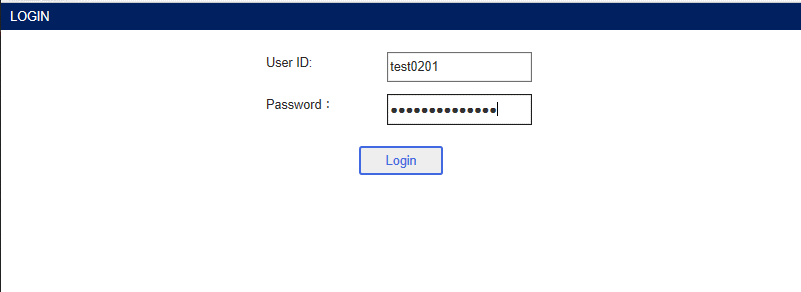 LOGIN
User ID: test0201
Password： ●●●●●●●●●●●●●●
Login